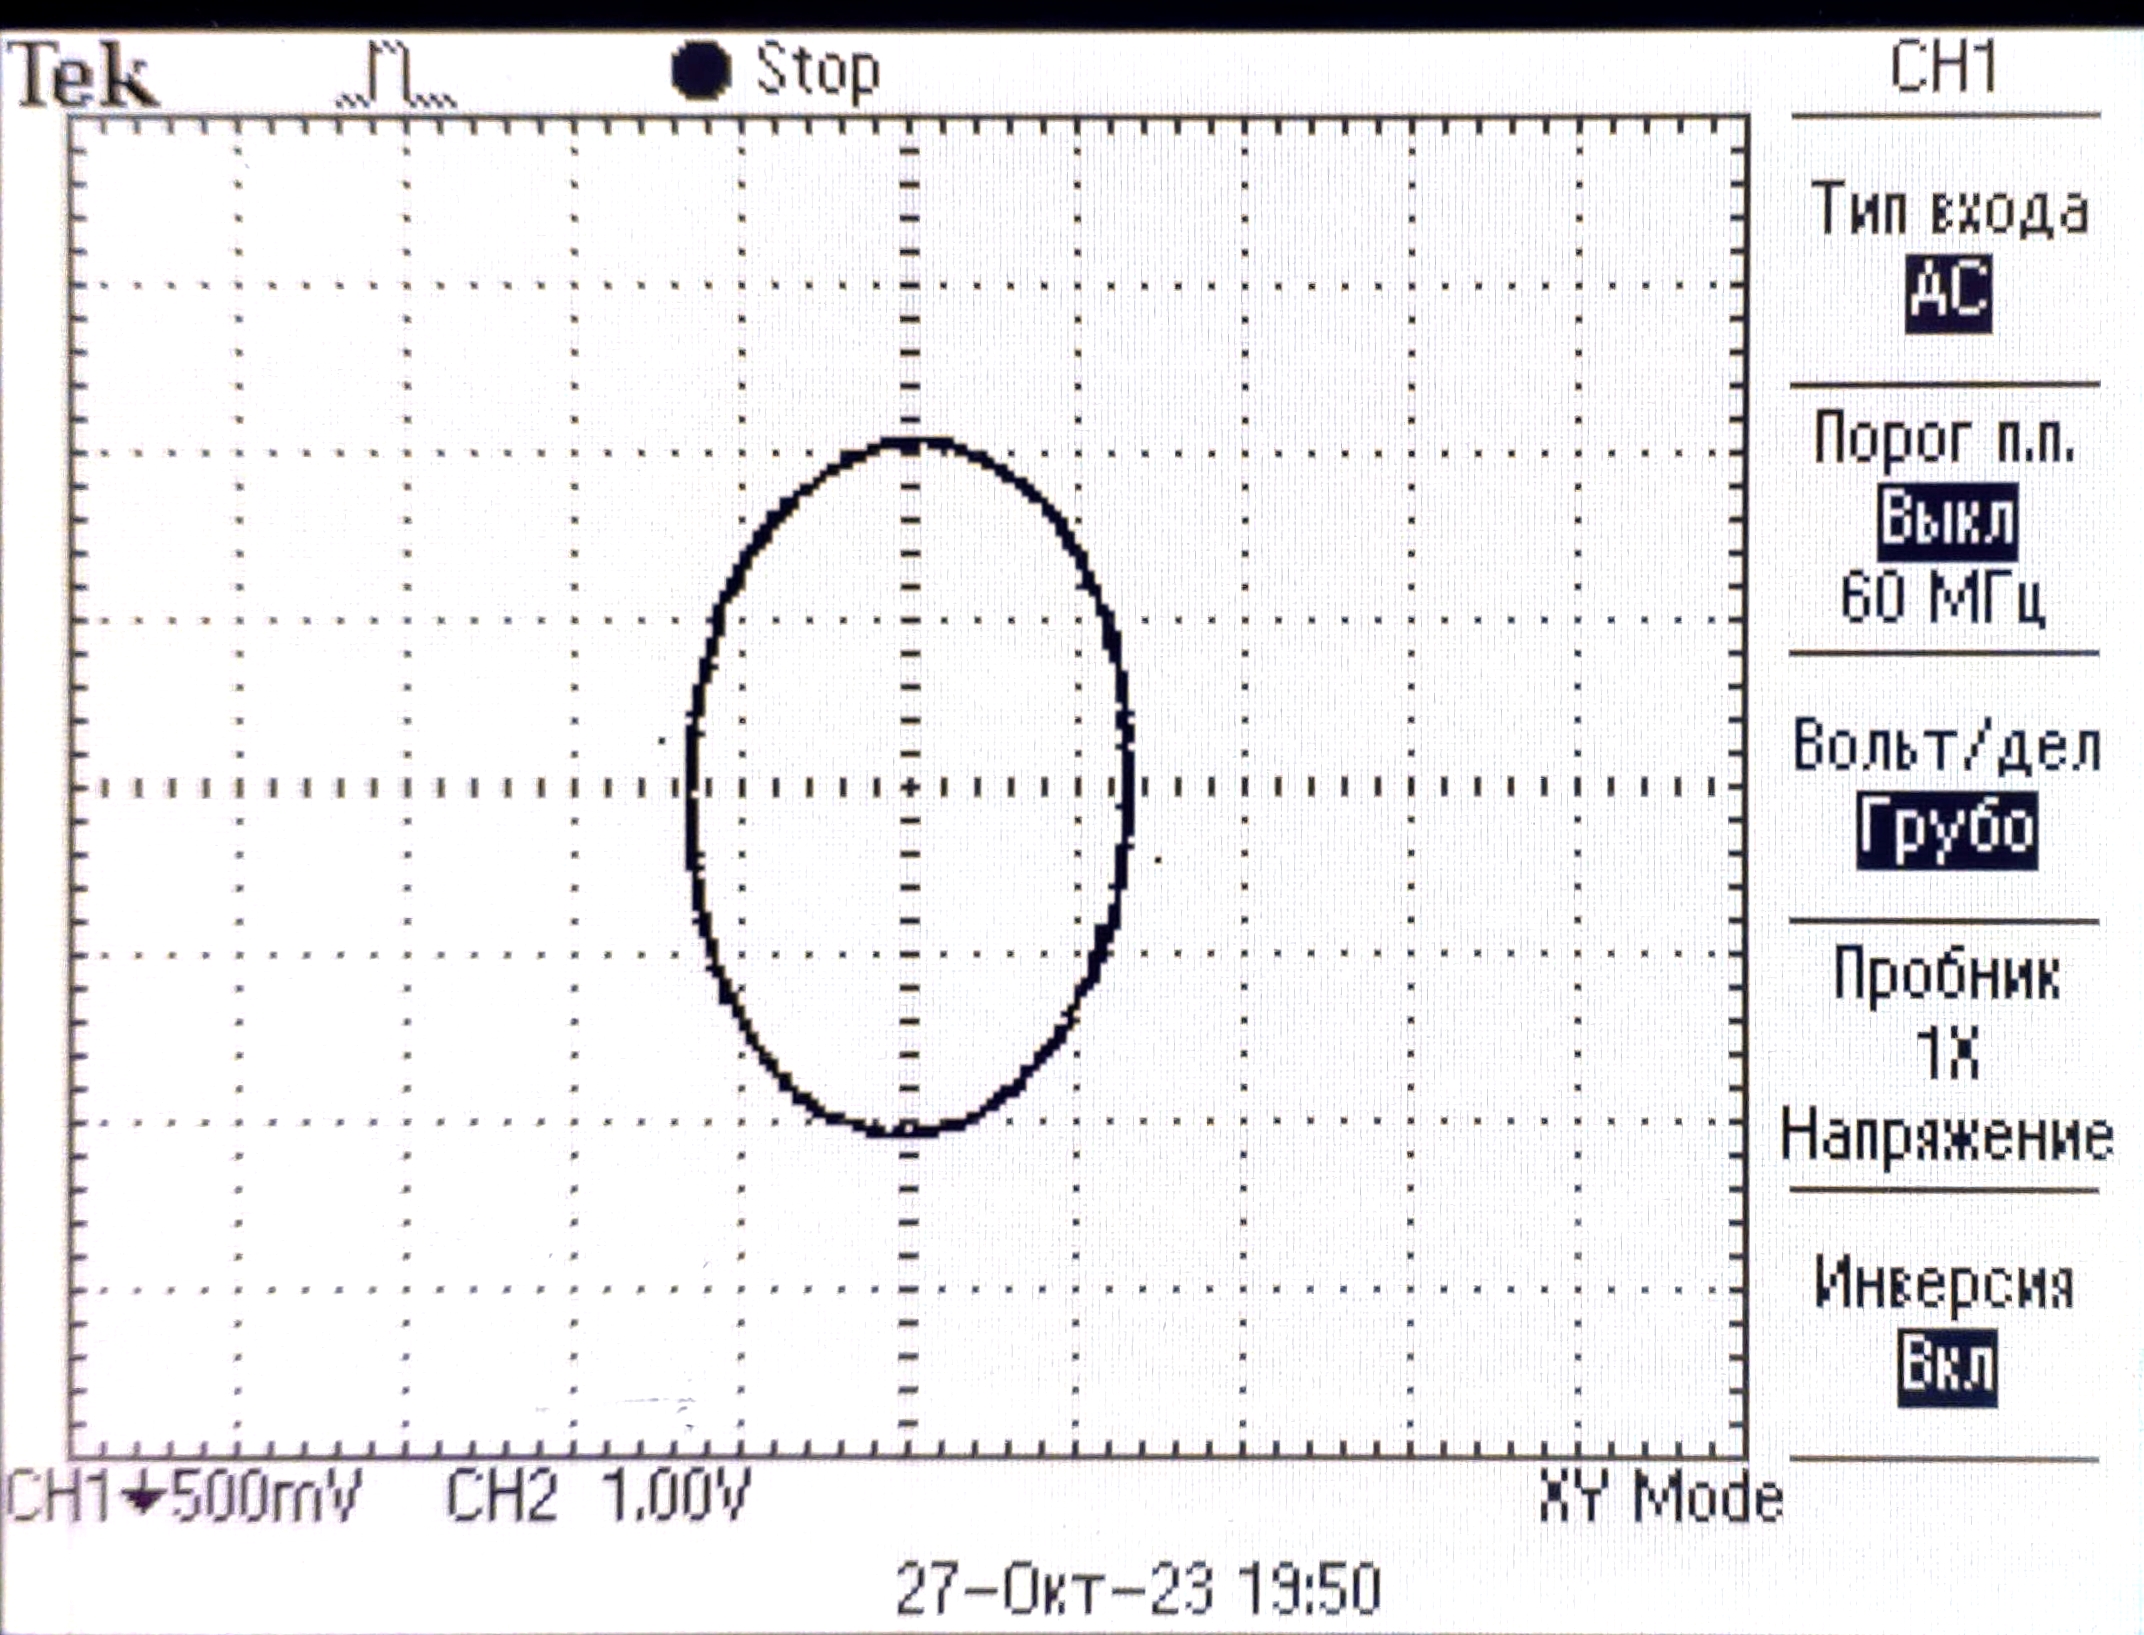 Tek Stop CH1
Тип входа
AC
Порог п.п.
Выкл
60 МГц
Вольт/дел
Грубо
Пробник
1X
Напряжение
Инверсия
Вкл
CH1 500mV CH2 1.00V XY Mode
27-Окт-23 19:50